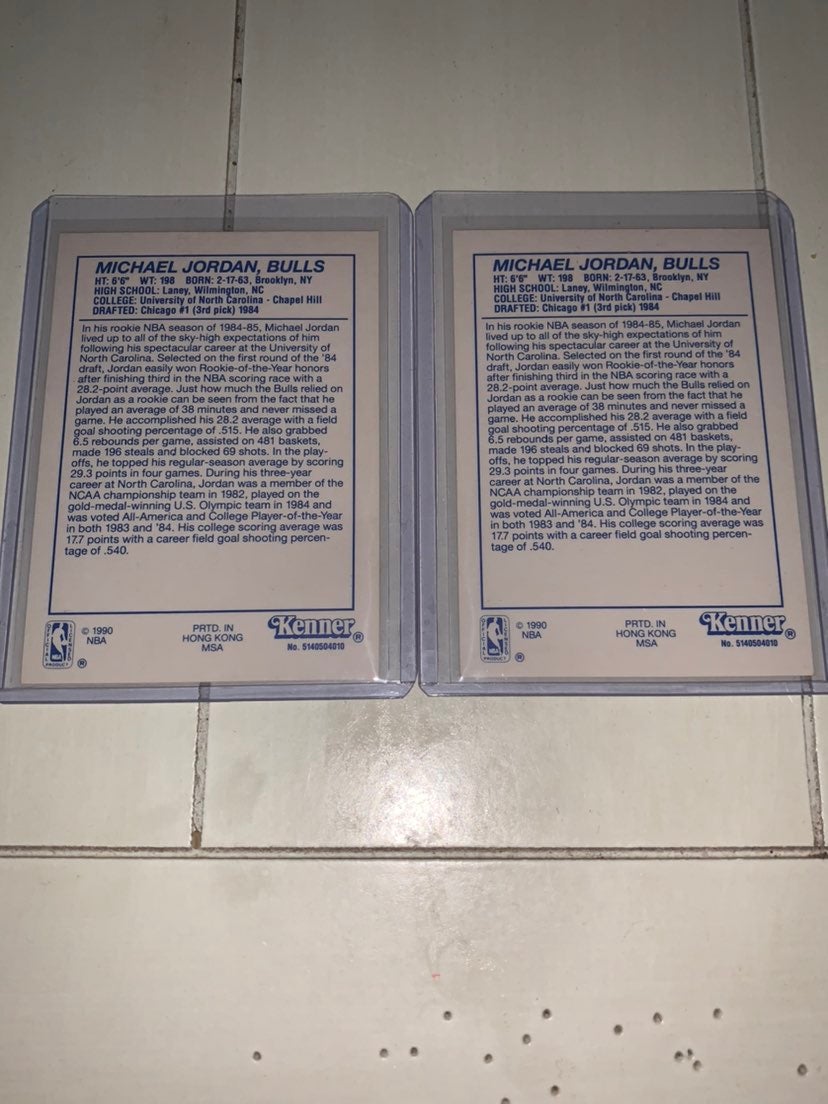 MICHAEL JORDAN, BULLS
HT: 6'6" WT: 198 BORN: 2-17-63, Brooklyn, NY
HIGH SCHOOL: Laney, Wilmington, NC
COLLEGE: University of North Carolina - Chapel Hill
DRAFTED: Chicago #1 (3rd pick) 1984
In his rookie NBA season of 1984-85, Michael Jordan
lived up to all of the sky-high expectations of him
following his spectacular career at the University of
North Carolina. Selected on the first round of the '84
draft, Jordan easily won Rookie-of-the-Year honors
after finishing third in the NBA scoring race with a
28.2-point average. Just how much the Bulls relied on
Jordan as a rookie can be seen from the fact that he
played an average of 38 minutes and never missed a
game. He accomplished his 28.2 average with a field
goal shooting percentage of .515. He also grabbed
6.5 rebounds per game, assisted on 481 baskets,
made 196 steals and blocked 69 shots. In the play-
offs, he topped his regular-season average by scoring
29.3 points in four games. During his three-year
career at North Carolina, Jordan was a member of the
NCAA championship team in 1982, played on the
gold-medal-winning U.S. Olympic team in 1984 and
was voted All-America and College Player-of-the-Year
in both 1983 and '84. His college scoring average was
17.7 points with a career field goal shooting percen-
tage of .540.
OFFICIAL LICENSED NBA PRODUCT ®
© 1990
NBA
PRTD. IN
HONG KONG
MSA
Kenner®
No. 5140504010
MICHAEL JORDAN, BULLS
HT: 6'6" WT: 198 BORN: 2-17-63, Brooklyn, NY
HIGH SCHOOL: Laney, Wilmington, NC
COLLEGE: University of North Carolina - Chapel Hill
DRAFTED: Chicago #1 (3rd pick) 1984
In his rookie NBA season of 1984-85, Michael Jordan
lived up to all of the sky-high expectations of him
following his spectacular career at the University of
North Carolina. Selected on the first round of the '84
draft, Jordan easily won Rookie-of-the-Year honors
after finishing third in the NBA scoring race with a
28.2-point average. Just how much the Bulls relied on
Jordan as a rookie can be seen from the fact that he
played an average of 38 minutes and never missed a
game. He accomplished his 28.2 average with a field
goal shooting percentage of .515. He also grabbed
6.5 rebounds per game, assisted on 481 baskets,
made 196 steals and blocked 69 shots. In the play-
offs, he topped his regular-season average by scoring
29.3 points in four games. During his three-year
career at North Carolina, Jordan was a member of the
NCAA championship team in 1982, played on the
gold-medal-winning U.S. Olympic team in 1984 and
was voted All-America and College Player-of-the-Year
in both 1983 and '84. His college scoring average was
17.7 points with a career field goal shooting percen-
tage of .540.
OFFICIAL LICENSED NBA PRODUCT ®
© 1990
NBA
PRTD. IN
HONG KONG
MSA
Kenner®
No. 5140504010